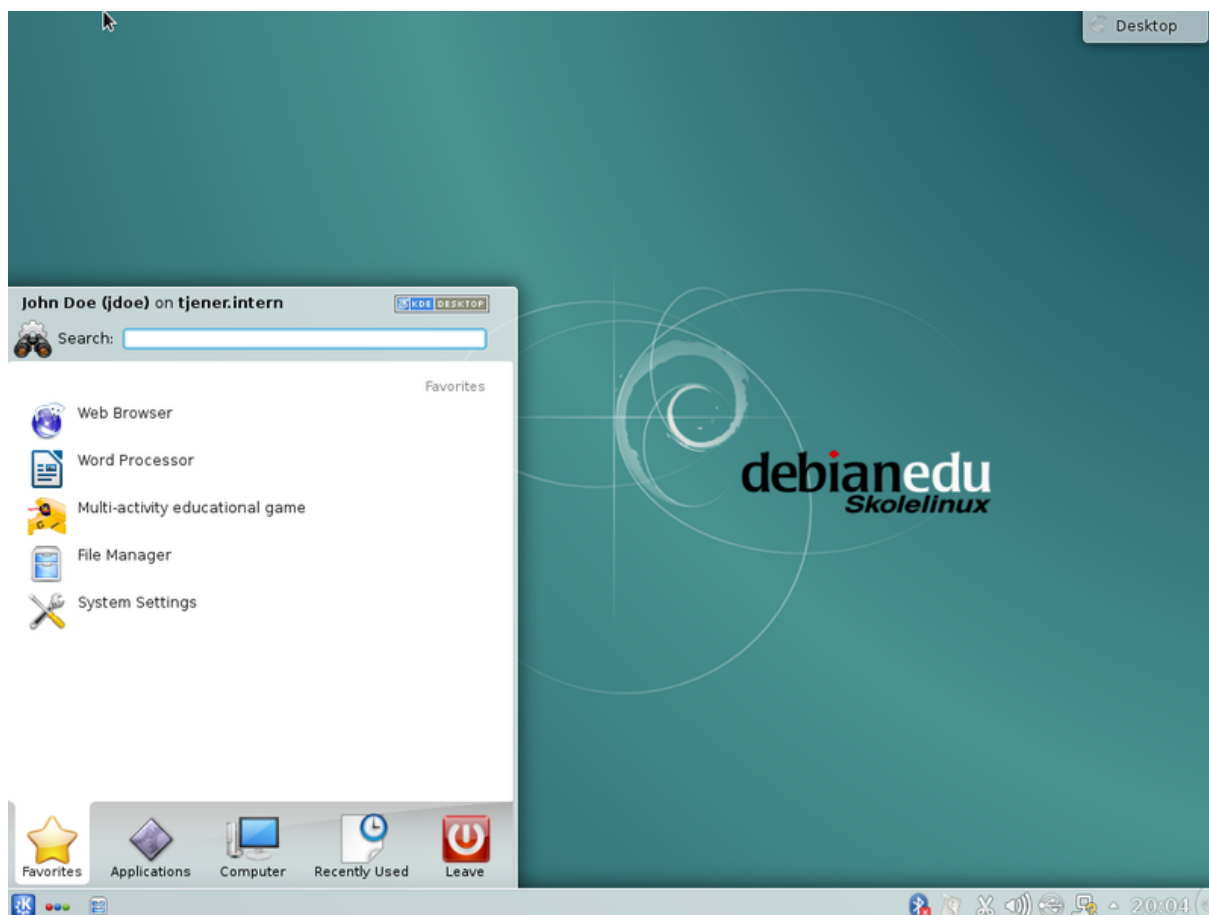 Desktop
John Doe (jdoe) on tjener.intern
KDE DESKTOP
Search:
Favorites
Web Browser
Word Processor
Multi-activity educational game
File Manager
System Settings
debianedu
Skolelinux
Favorites
Applications
Computer
Recently Used
Leave
20:04